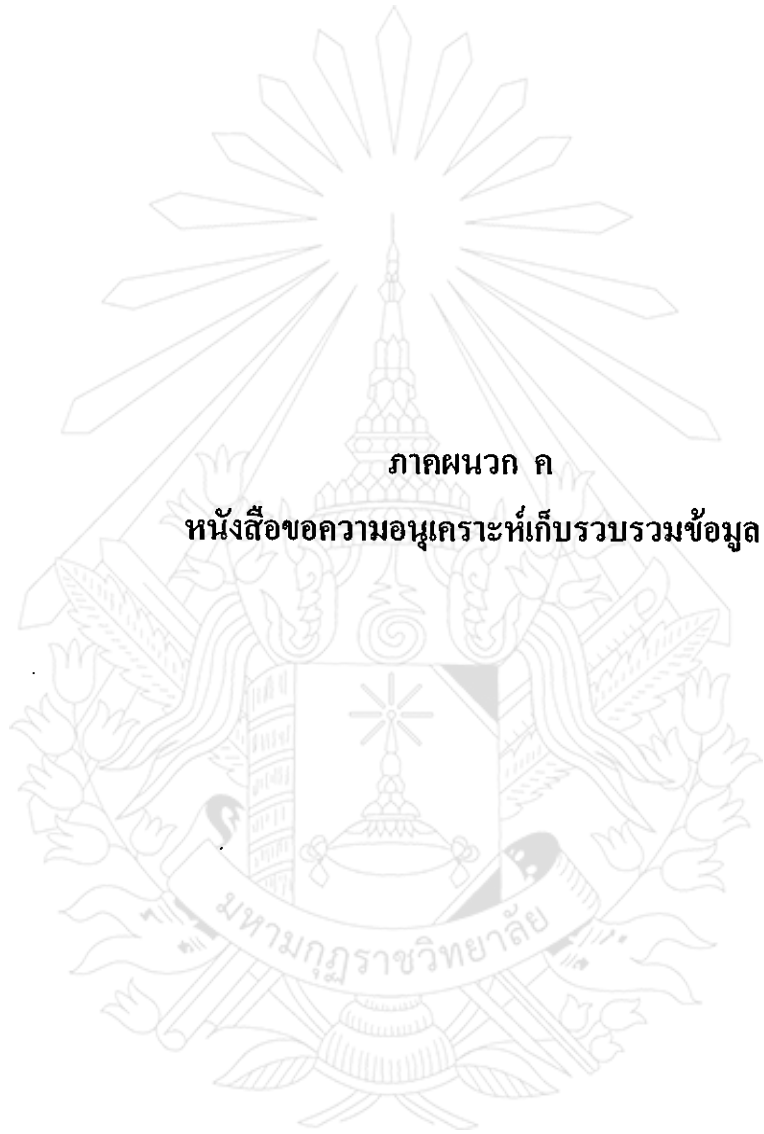 ภาคผนวก ค
หนังสือขอความอนุเคราะห์เก็บรวบรวมข้อมูล
มหามกุฏราชวิทยาลัย